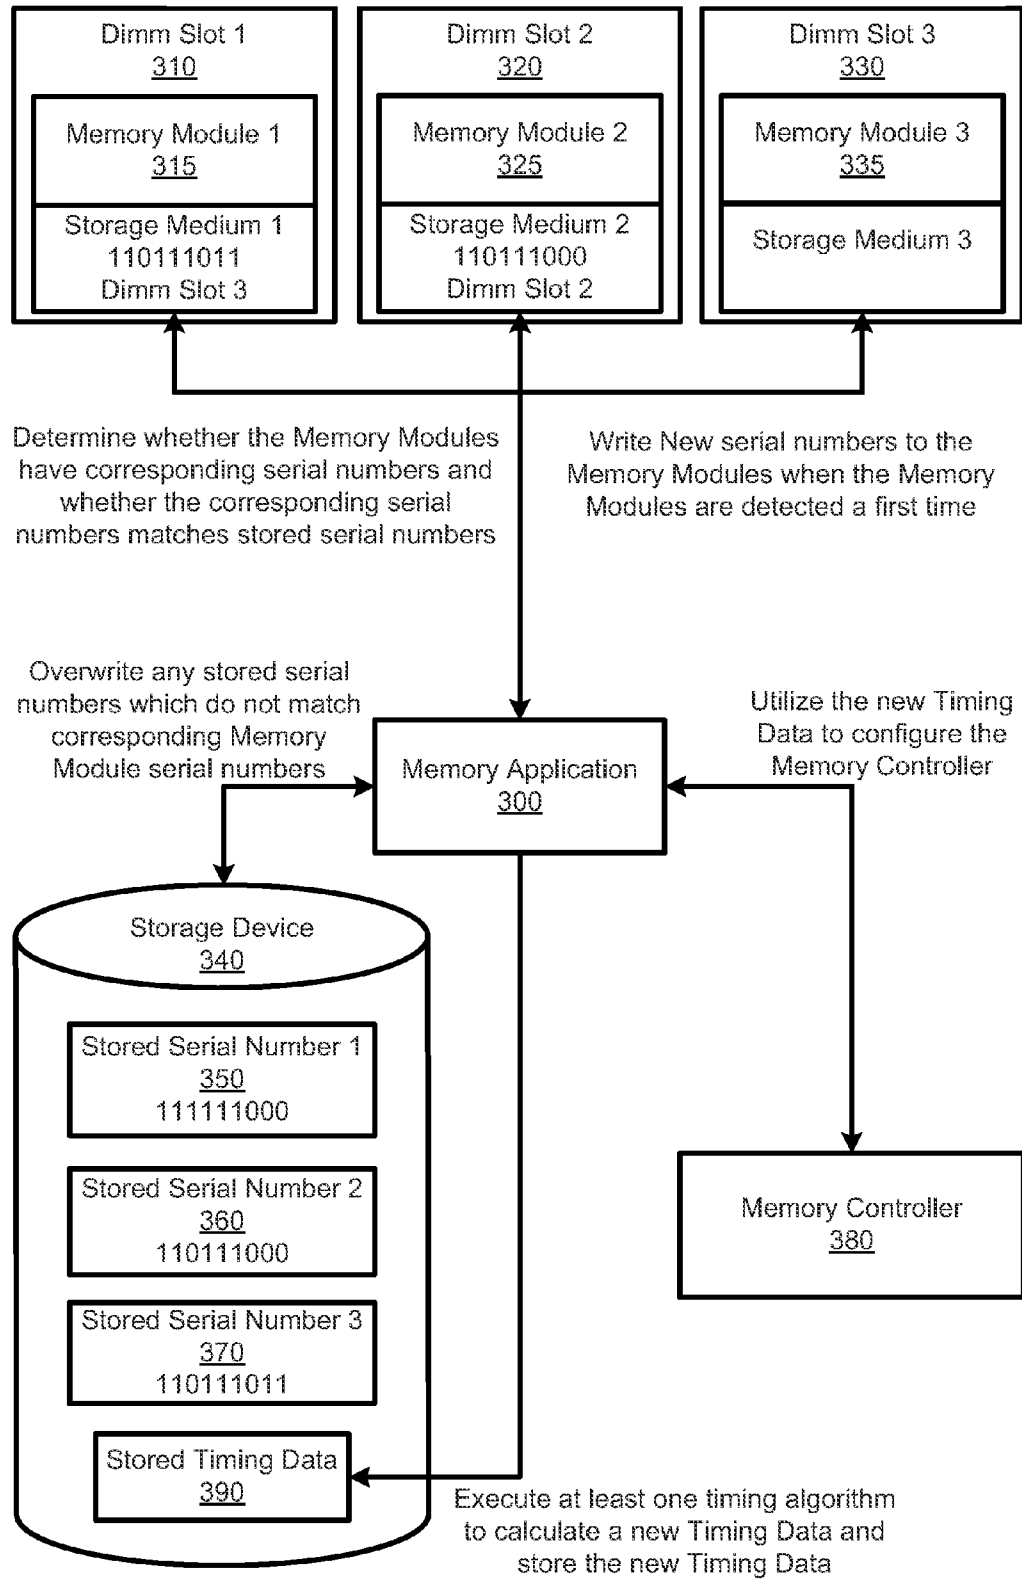 Dimm Slot 1
310
Memory Module 1
315
Storage Medium 1
110111011
Dimm Slot 3
Dimm Slot 2
320
Memory Module 2
325
Storage Medium 2
110111000
Dimm Slot 2
Dimm Slot 3
330
Memory Module 3
335
Storage Medium 3
Determine whether the Memory Modules
have corresponding serial numbers and
whether the corresponding serial
numbers matches stored serial numbers
Write New serial numbers to the
Memory Modules when the Memory
Modules are detected a first time
Overwrite any stored serial
numbers which do not match
corresponding Memory
Module serial numbers
Memory Application
300
Utilize the new Timing
Data to configure the
Memory Controller
Storage Device
340
Stored Serial Number 1
350
111111000
Stored Serial Number 2
360
110111000
Stored Serial Number 3
370
110111011
Stored Timing Data
390
Memory Controller
380
Execute at least one timing algorithm
to calculate a new Timing Data and
store the new Timing Data